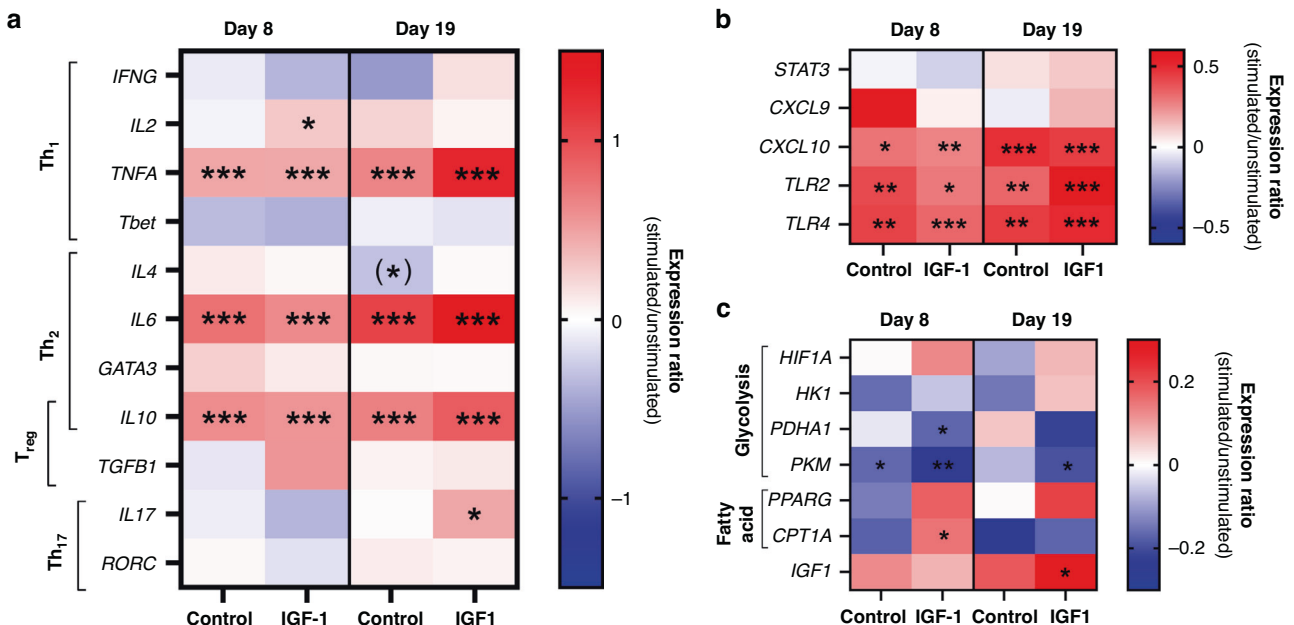 a
Day 8 Day 19
Th1
IFNG
IL2 *
TNFA *** *** *** ***
Tbet
Th2
IL4 (*)
IL6 *** *** *** ***
GATA3
Treg
IL10 *** *** *** ***
TGFB1
Th17
IL17 *
RORC
Control IGF-1 Control IGF1
1
0
−1
Expression ratio
(stimulated/unstimulated)
b
Day 8 Day 19
STAT3
CXCL9
CXCL10 * ** *** ***
TLR2 ** * ** ***
TLR4 ** *** ** ***
Control IGF-1 Control IGF1
0.5
0
−0.5
Expression ratio
(stimulated/unstimulated)
c
Day 8 Day 19
Glycolysis
HIF1A
HK1
PDHA1 *
PKM * ** *
Fatty
acid
PPARG
CPT1A *
IGF1 *
Control IGF-1 Control IGF1
0.2
0
−0.2
Expression ratio
(stimulated/unstimulated)